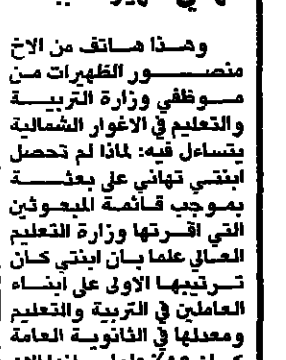 وهذا هاتف من الاخ
منصور الظهيرات من
موظفي وزارة التربية
والتعليم في الاغوار الشمالية
يتساءل فيه: لماذا لم تحصل
ابنتي تهاني على بعثة
بموجب قائمة المبعوثين
التي اقرتها وزارة التعليم
العالي علما بان ابنتي كان
ترتيبها الاولى على ابناء
العاملين في التربية والتعليم
ومعدلها في الثانوية العامة